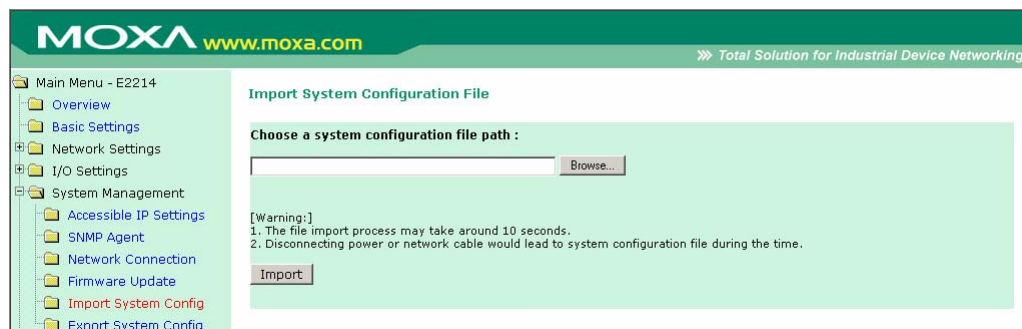 MOXA www.moxa.com
Total Solution for Industrial Device Networking
Main Menu - E2214
Overview
Basic Settings
Network Settings
I/O Settings
System Management
Accessible IP Settings
SNMP Agent
Network Connection
Firmware Update
Import System Config
Export System Config
Import System Configuration File
Choose a system configuration file path :
Browse...
[Warning:]
1. The file import process may take around 10 seconds.
2. Disconnecting power or network cable would lead to system configuration file during the time.
Import